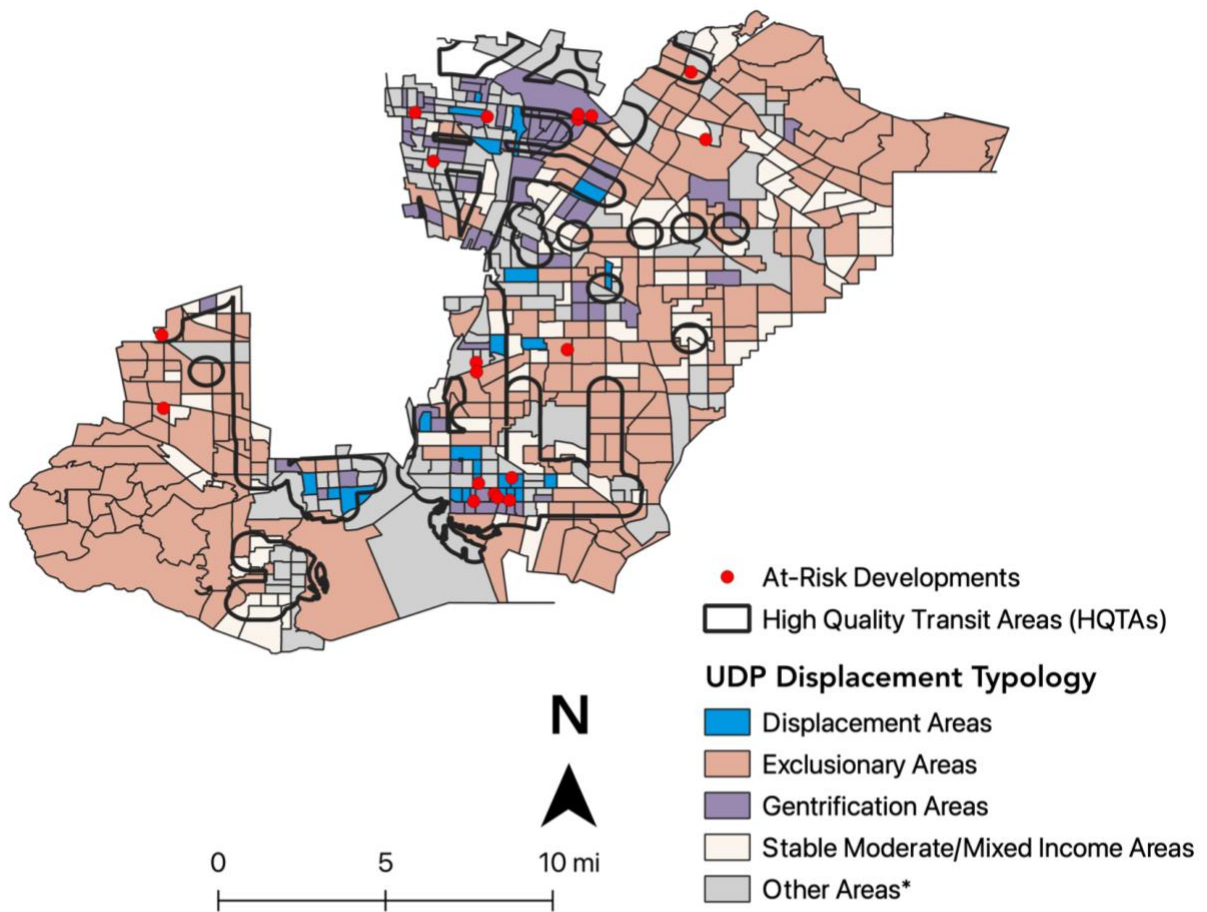 At-Risk Developments
High Quality Transit Areas (HQTAs)
UDP Displacement Typology
Displacement Areas
Exclusionary Areas
Gentrification Areas
Stable Moderate/Mixed Income Areas
Other Areas*
N
0 5 10 mi